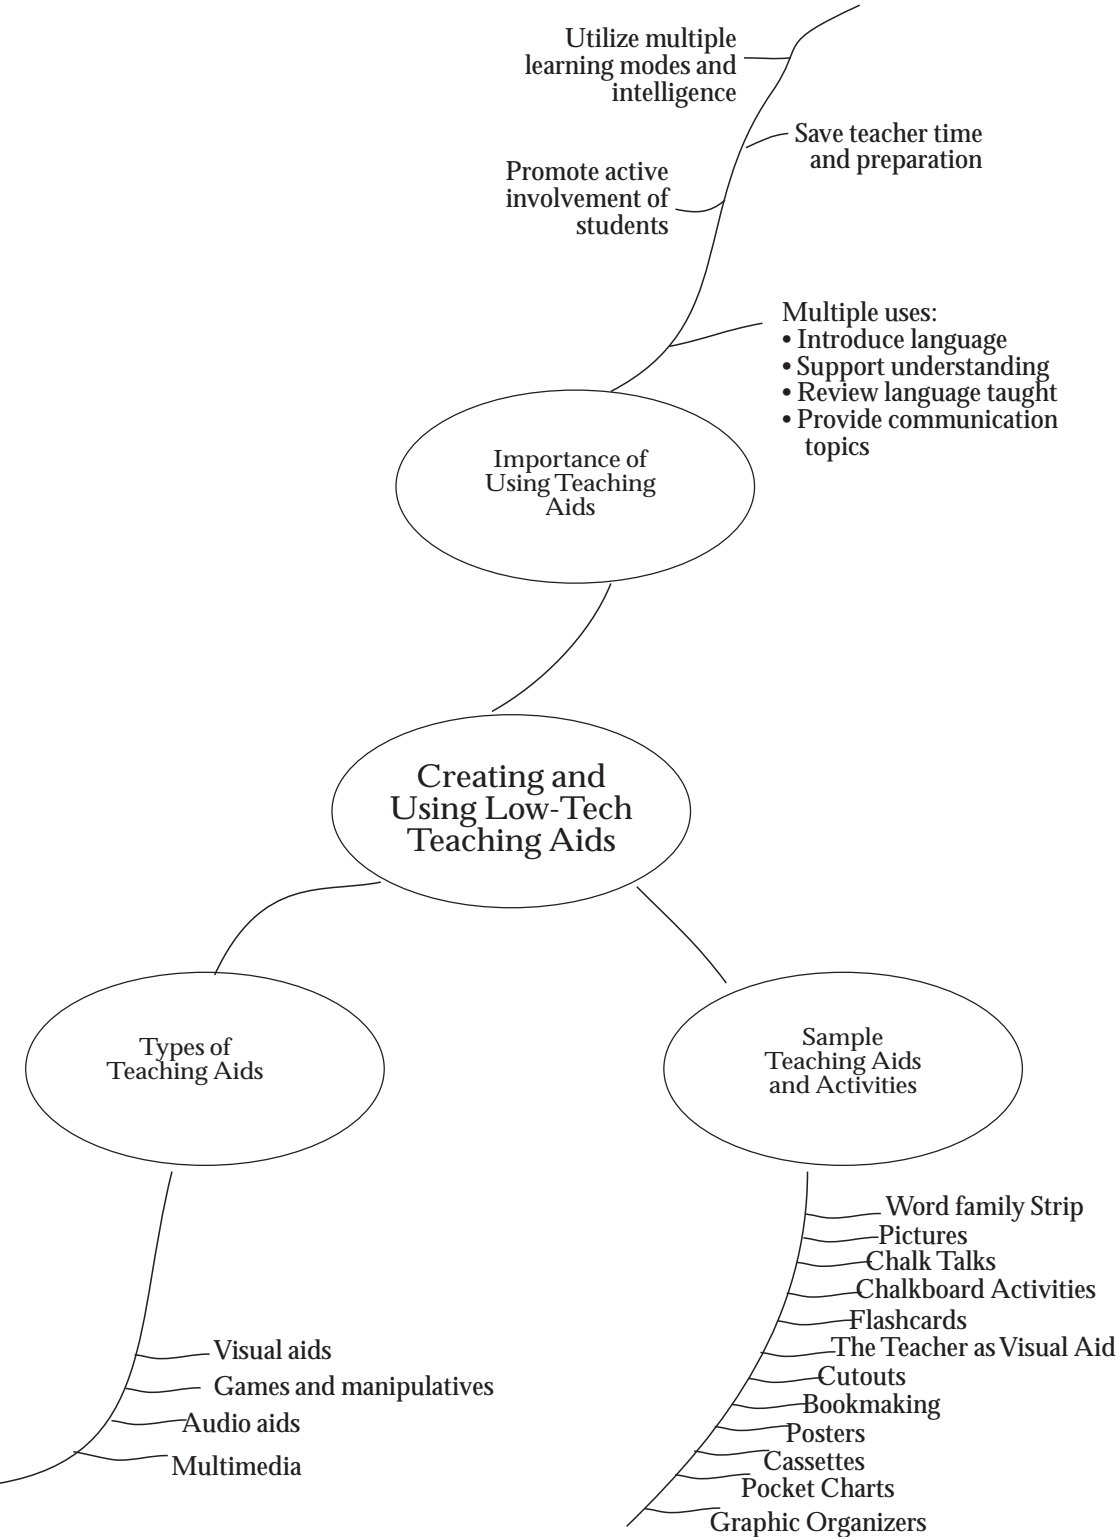 Utilize multiple
learning modes and
intelligence
Save teacher time
and preparation
Promote active
involvement of
students
Multiple uses:
• Introduce language
• Support understanding
• Review language taught
• Provide communication
topics
Importance of
Using Teaching
Aids
Creating and
Using Low-Tech
Teaching Aids
Types of
Teaching Aids
Visual aids
Games and manipulatives
Audio aids
Multimedia
Sample
Teaching Aids
and Activities
Word family Strip
Pictures
Chalk Talks
Chalkboard Activities
Flashcards
The Teacher as Visual Aid
Cutouts
Bookmaking
Posters
Cassettes
Pocket Charts
Graphic Organizers